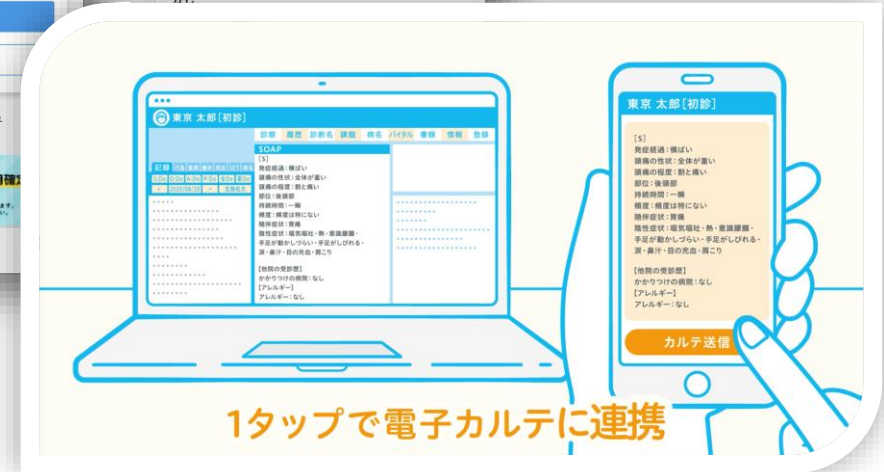 東京 太郎[初診]
診察 履歴 診断名 課題 病名 バイタル 書類 情報 登録
SOAP
[S]
発症経過：横ばい
頭痛の性状：全体が重い
頭痛の程度：割と痛い
部位：後頭部
持続時間：一瞬
頻度：頻度は特にない
随伴症状：胃痛
陰性症状：嘔気嘔吐・熱・意識朦朧・
手足が動かしづらい・手足がしびれる・
涙・鼻汁・目の充血・肩こり
【他院の受診歴】
かかりつけの病院：なし
【アレルギー】
アレルギー：なし
記録
< 2025/08/20 >
東京 太郎[初診]
[S]
発症経過：横ばい
頭痛の性状：全体が重い
頭痛の程度：割と痛い
部位：後頭部
持続時間：一瞬
頻度：頻度は特にない
随伴症状：胃痛
陰性症状：嘔気嘔吐・熱・意識朦朧・
手足が動かしづらい・手足がしびれる・
涙・鼻汁・目の充血・肩こり
【他院の受診歴】
かかりつけの病院：なし
【アレルギー】
アレルギー：なし
カルテ送信
1タップで電子カルテに連携